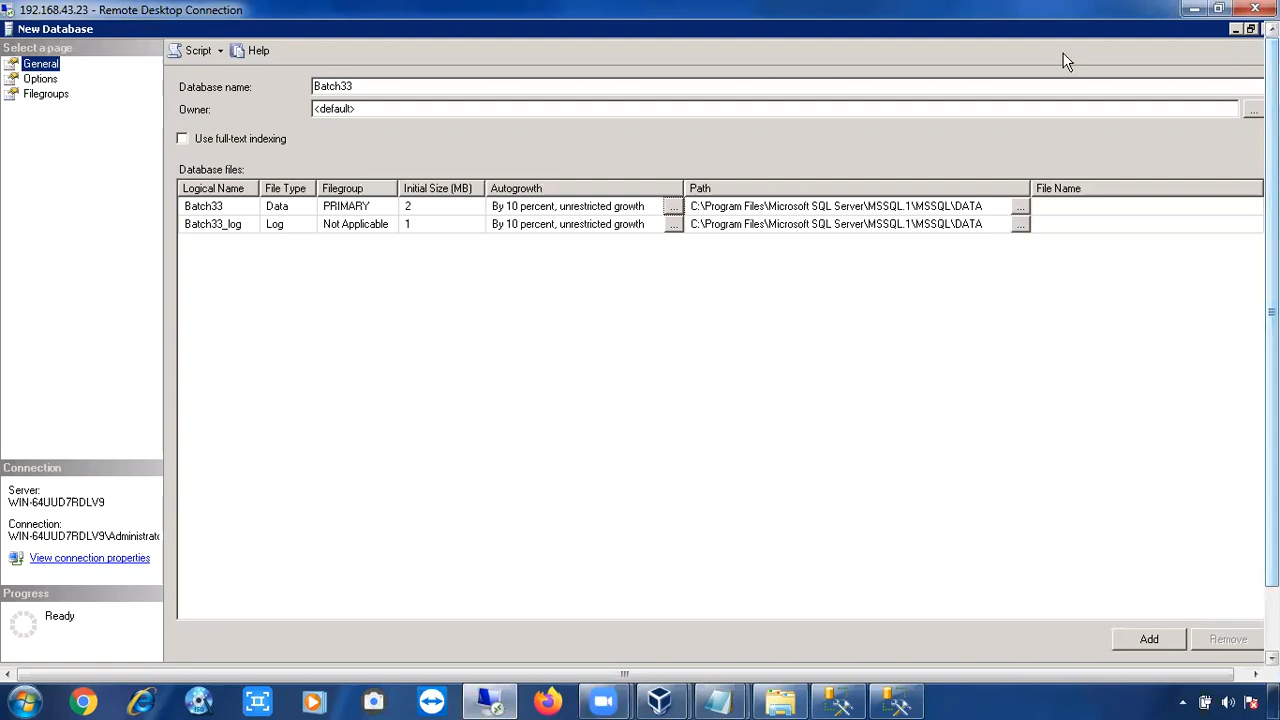 192.168.43.23 - Remote Desktop Connection
New Database
Select a page
General
Options
Filegroups
Script
Help
Database name:
Batch33
Owner:
<default>
...
Use full-text indexing
Database files:
Logical Name File Type Filegroup Initial Size (MB) Autogrowth Path File Name
Batch33 Data PRIMARY 2 By 10 percent, unrestricted growth ... C:\Program Files\Microsoft SQL Server\MSSQL.1\MSSQL\DATA ...
Batch33_log Log Not Applicable 1 By 10 percent, unrestricted growth ... C:\Program Files\Microsoft SQL Server\MSSQL.1\MSSQL\DATA ...
Connection
Server:
WIN-64UUD7RDLV9
Connection:
WIN-64UUD7RDLV9\Administrato
View connection properties
Progress
Ready
Add
Remove